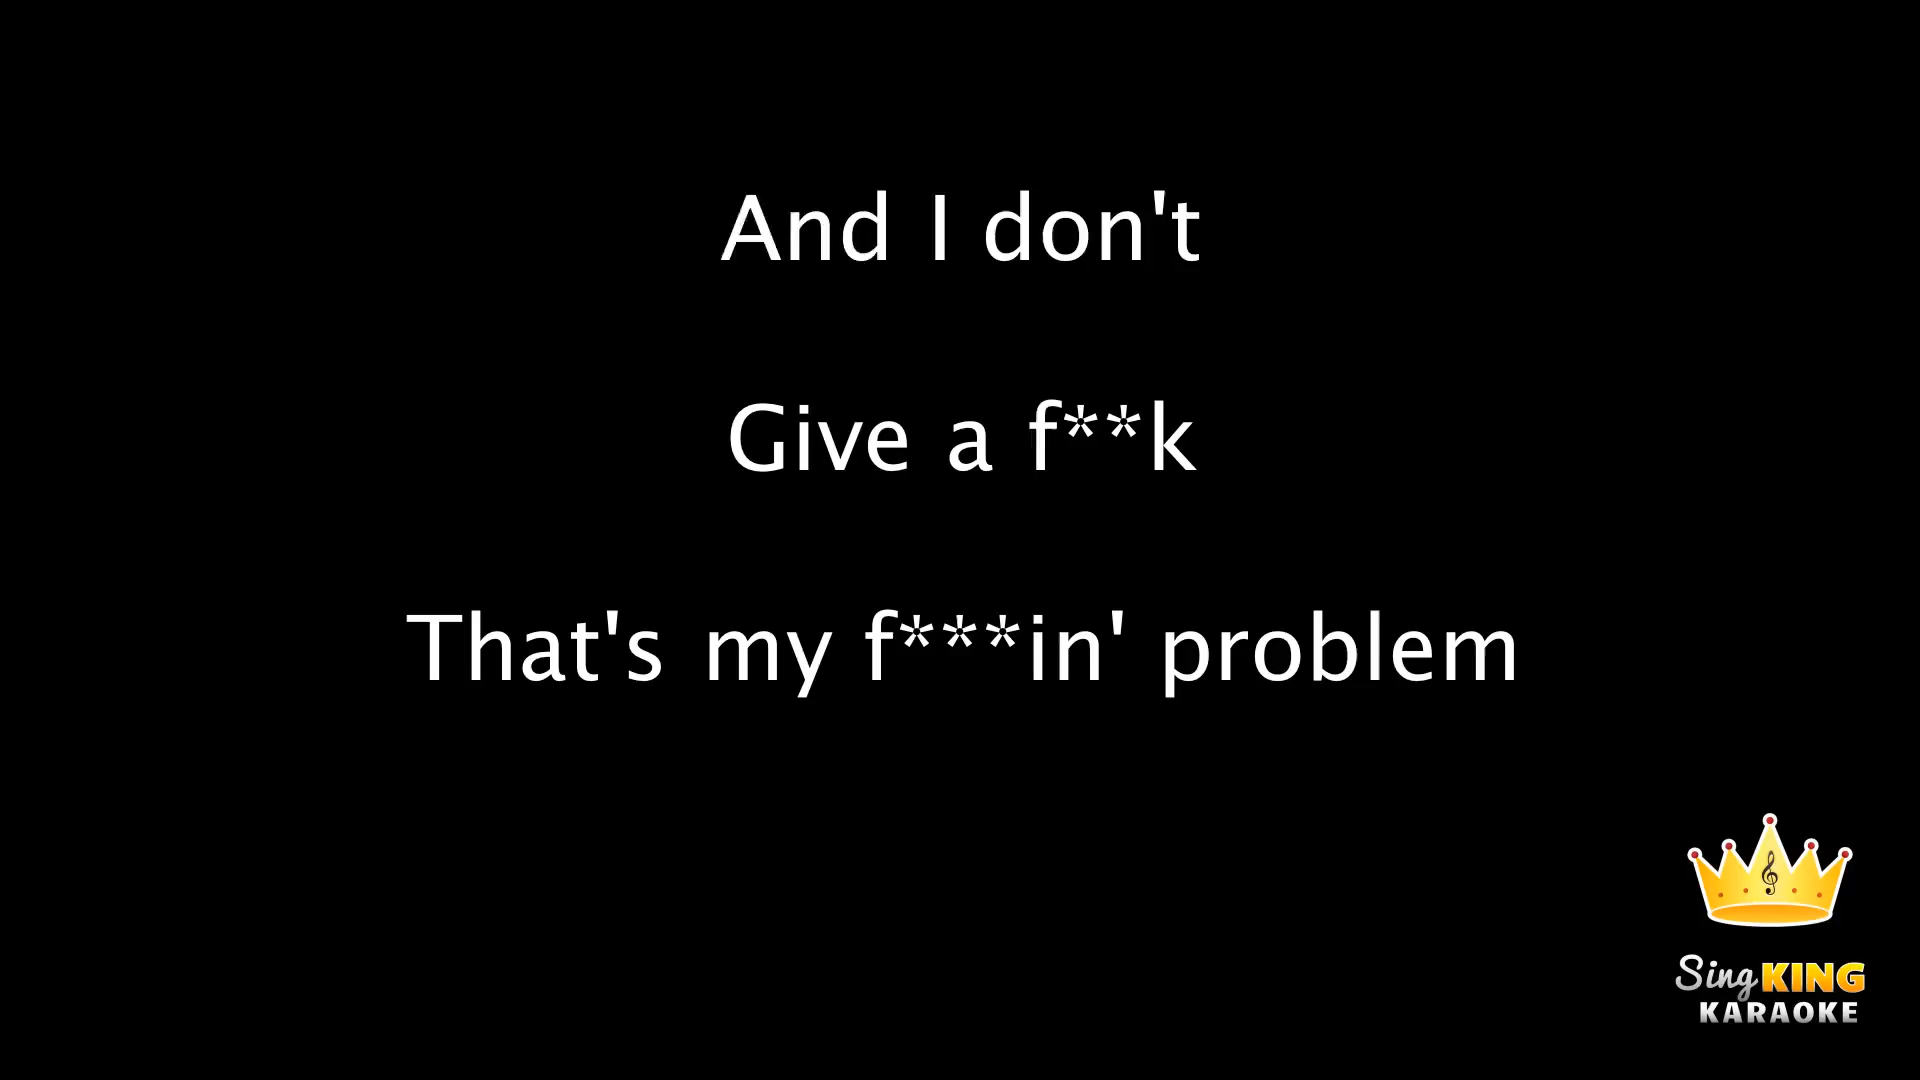 And I don't
Give a f**k
That's my f***in' problem
Sing KING
KARAOKE